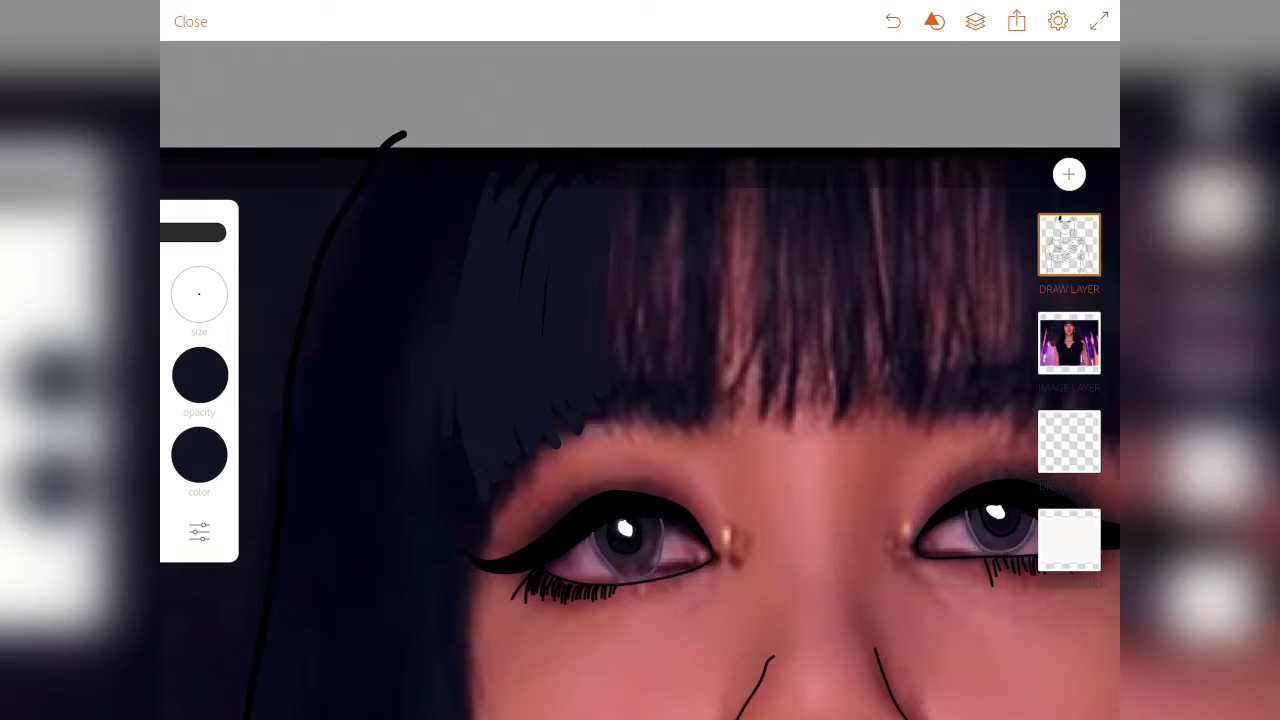 Close
size
opacity
color
DRAW LAYER
IMAGE LAYER